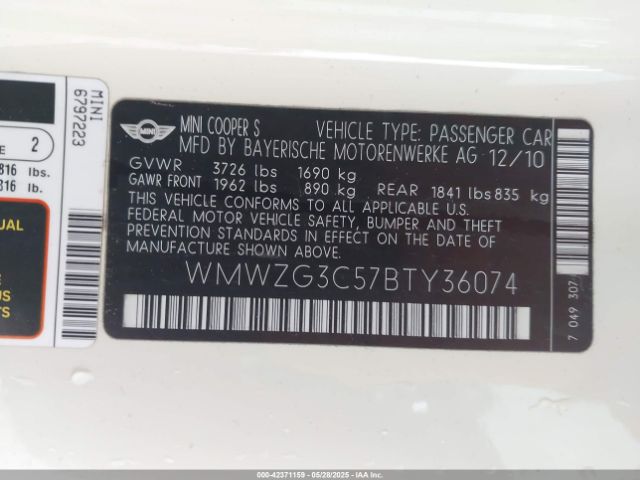 MINI
6797223
2
816 lbs.
816 lb.
MINI
MINI COOPER S VEHICLE TYPE: PASSENGER CAR
MFD BY BAYERISCHE MOTORENWERKE AG 12/10
GVWR 3726 lbs 1690 kg
GAWR FRONT 1962 lbs 890 kg REAR 1841 lbs 835 kg
THIS VEHICLE CONFORMS TO ALL APPLICABLE U.S.
FEDERAL MOTOR VEHICLE SAFETY, BUMPER AND THEFT
PREVENTION STANDARDS IN EFFECT ON THE DATE OF
MANUFACTURE SHOWN ABOVE.
WMWZG3C57BTY36074
7 049 307
000-42371159 - 05/28/2025 - IAAI.COM